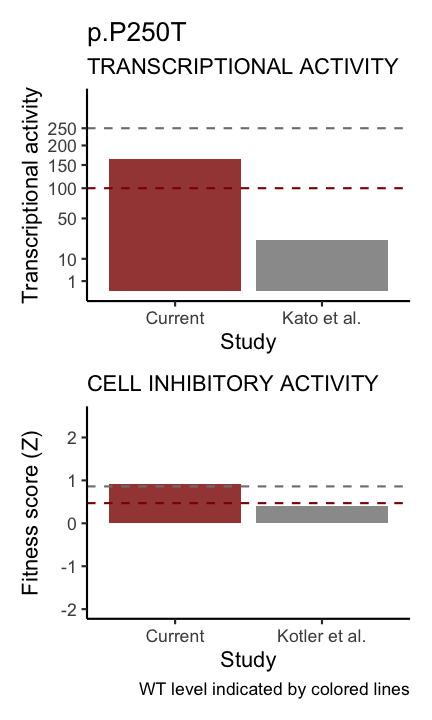 p.P250T
TRANSCRIPTIONAL ACTIVITY
Transcriptional activity
250
200
150
100
50
10
1
Current
Kato et al.
Study
CELL INHIBITORY ACTIVITY
Fitness score (Z)
2
1
0
-1
-2
Current
Kotler et al.
Study
WT level indicated by colored lines